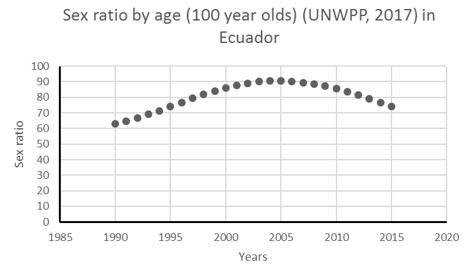 Sex ratio by age (100 year olds) (UNWPP, 2017) in
Ecuador
100
90
80
70
60
50
40
30
20
10
0
Sex ratio
1985 1990 1995 2000 2005 2010 2015 2020
Years